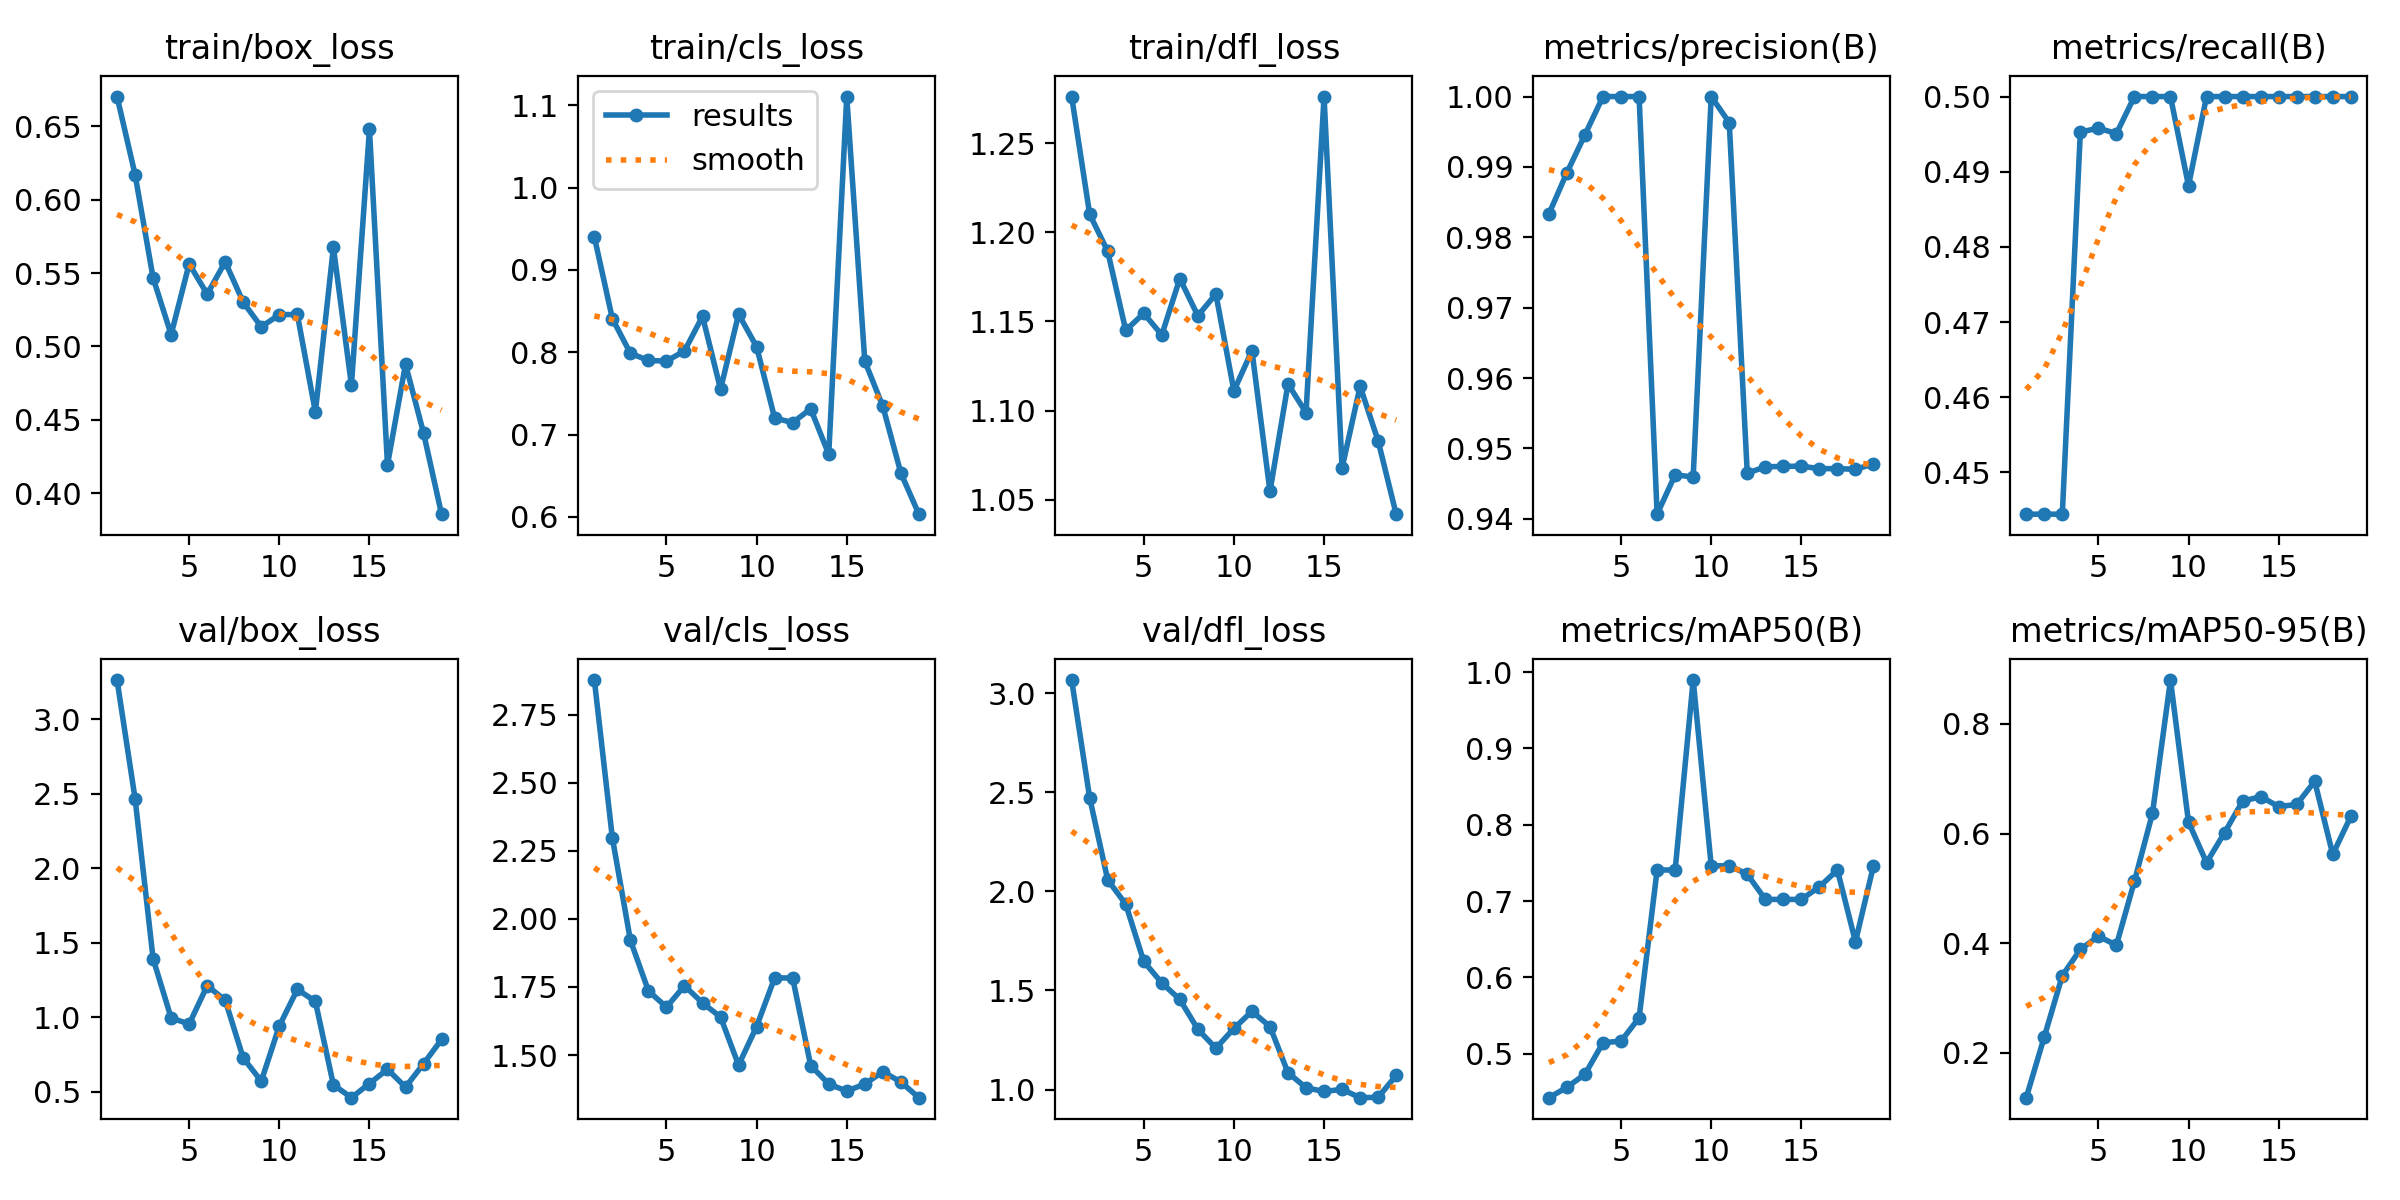 train/box_loss train/cls_loss train/dfl_loss metrics/precision(B) metrics/recall(B)
0.65 0.60 0.55 0.50 0.45 0.40
5 10 15
results
smooth
1.1 1.0 0.9 0.8 0.7 0.6
5 10 15
1.25 1.20 1.15 1.10 1.05
5 10 15
1.00 0.99 0.98 0.97 0.96 0.95 0.94
5 10 15
0.50 0.49 0.48 0.47 0.46 0.45
5 10 15
val/box_loss val/cls_loss val/dfl_loss metrics/mAP50(B) metrics/mAP50-95(B)
3.0 2.5 2.0 1.5 1.0 0.5
5 10 15
2.75 2.50 2.25 2.00 1.75 1.50
5 10 15
3.0 2.5 2.0 1.5 1.0
5 10 15
1.0 0.9 0.8 0.7 0.6 0.5
5 10 15
0.8 0.6 0.4 0.2
5 10 15